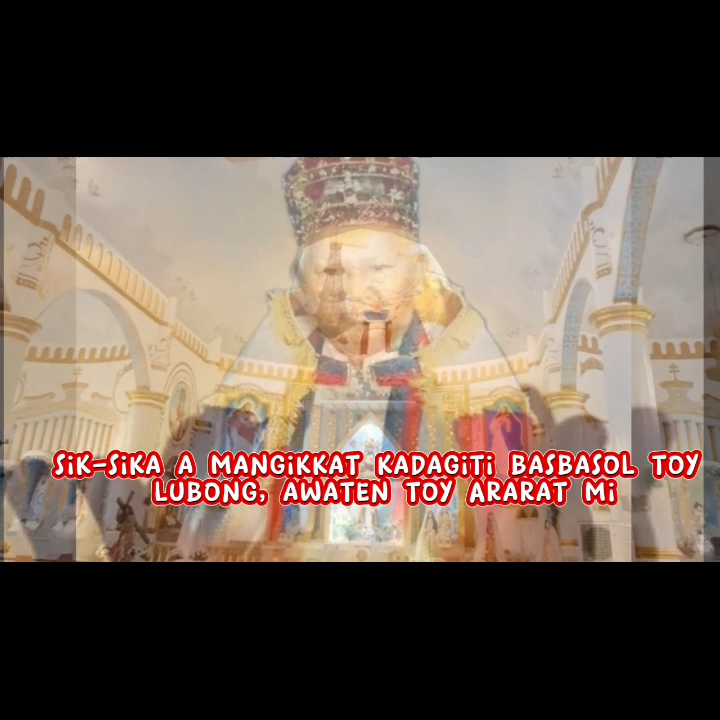 SiK-SiKA A MANGiKKAT KADAGiTi BASBASOL TOY
LUBONG, AWATEN TOY ARARAT Mi